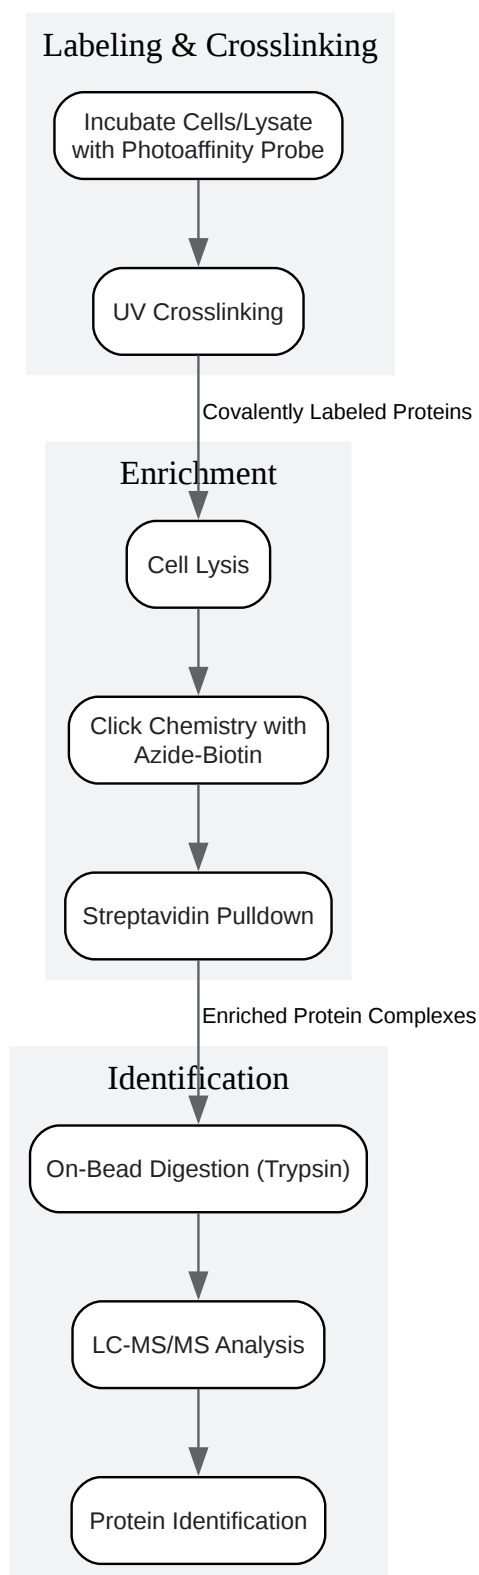 Labeling & Crosslinking
Incubate Cells/Lysate
with Photoaffinity Probe
UV Crosslinking
Covalently Labeled Proteins
Enrichment
Cell Lysis
Click Chemistry with
Azide-Biotin
Streptavidin Pulldown
Enriched Protein Complexes
Identification
On-Bead Digestion (Trypsin)
LC-MS/MS Analysis
Protein Identification